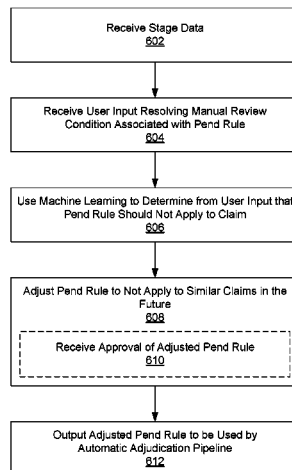 Receive Stage Data
602
Receive User Input Resolving Manual Review
Condition Associated with Pend Rule
604
Use Machine Learning to Determine from User Input that
Pend Rule Should Not Apply to Claim
606
Adjust Pend Rule to Not Apply to Similar Claims in the
Future
608
Receive Approval of Adjusted Pend Rule
610
Output Adjusted Pend Rule to be Used by
Automatic Adjudication Pipeline
612